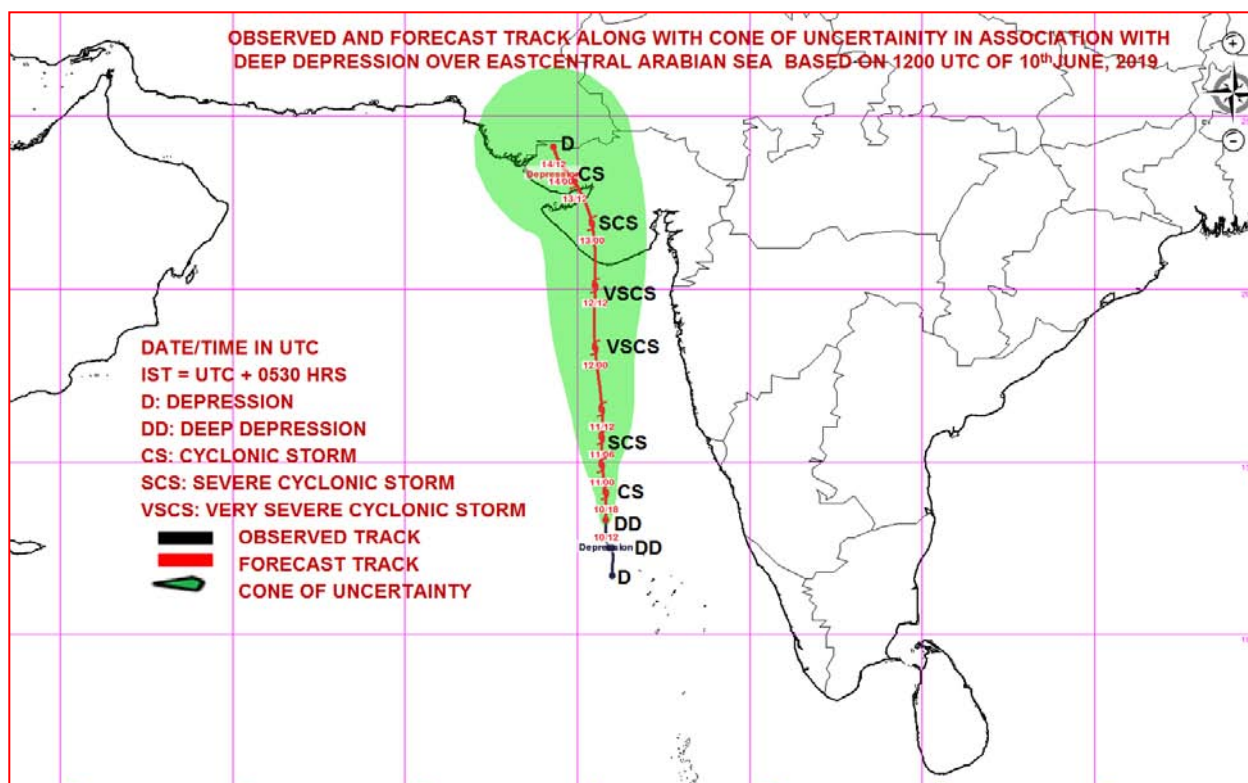 OBSERVED AND FORECAST TRACK ALONG WITH CONE OF UNCERTAINITY IN ASSOCIATION WITH
DEEP DEPRESSION OVER EASTCENTRAL ARABIAN SEA BASED ON 1200 UTC OF 10th JUNE, 2019
D
14/12
Depression
14/00
CS
13/12
SCS
13/00
VSCS
12/12
VSCS
12/00
11/12
SCS
11/06
11/00
CS
10/18
DD
10/12
Depression
DD
D
DATE/TIME IN UTC
IST = UTC + 0530 HRS
D: DEPRESSION
DD: DEEP DEPRESSION
CS: CYCLONIC STORM
SCS: SEVERE CYCLONIC STORM
VSCS: VERY SEVERE CYCLONIC STORM
OBSERVED TRACK
FORECAST TRACK
CONE OF UNCERTAINTY